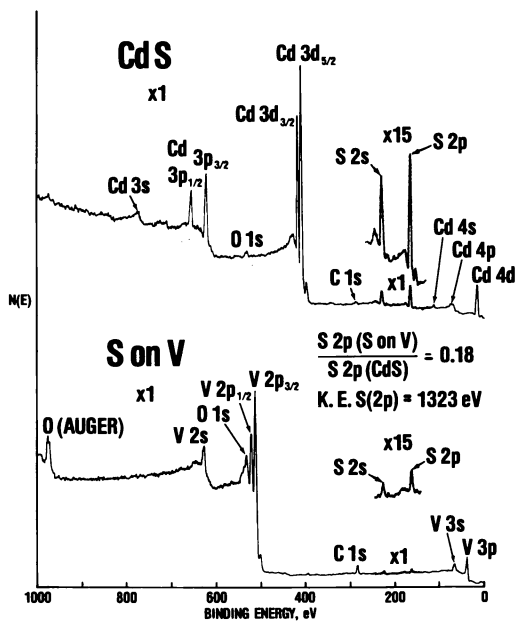 Cd S
x1
Cd 3d5/2
Cd 3d3/2
Cd
3p3/2
3p1/2
Cd 3s
O 1s
x15
S 2s
S 2p
C 1s
x1
Cd 4s
Cd 4p
Cd 4d
N(E)
S on V
x1
S 2p (S on V)
S 2p (CdS)
= 0.18
K. E. S(2p) = 1323 eV
O (AUGER)
V 2s
O 1s
V 2p1/2
V 2p3/2
x15
S 2s
S 2p
C 1s
x1
V 3s
V 3p
1000 800 600 400 200 0
BINDING ENERGY, eV